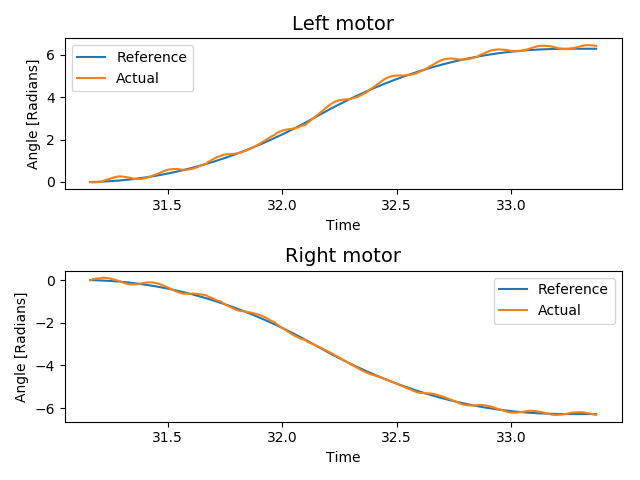 Left motor
Angle [Radians]
6
4
2
0
Reference
Actual
31.5
32.0
32.5
33.0
Time
Right motor
Angle [Radians]
0
−2
−4
−6
Reference
Actual
31.5
32.0
32.5
33.0
Time